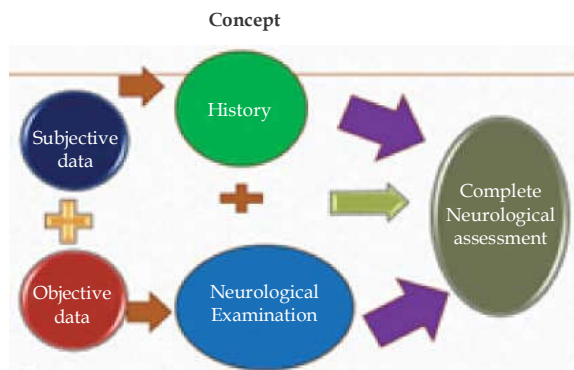 Concept
History
Subjective
data
Complete
Neurological
assessment
Objective
data
Neurological
Examination